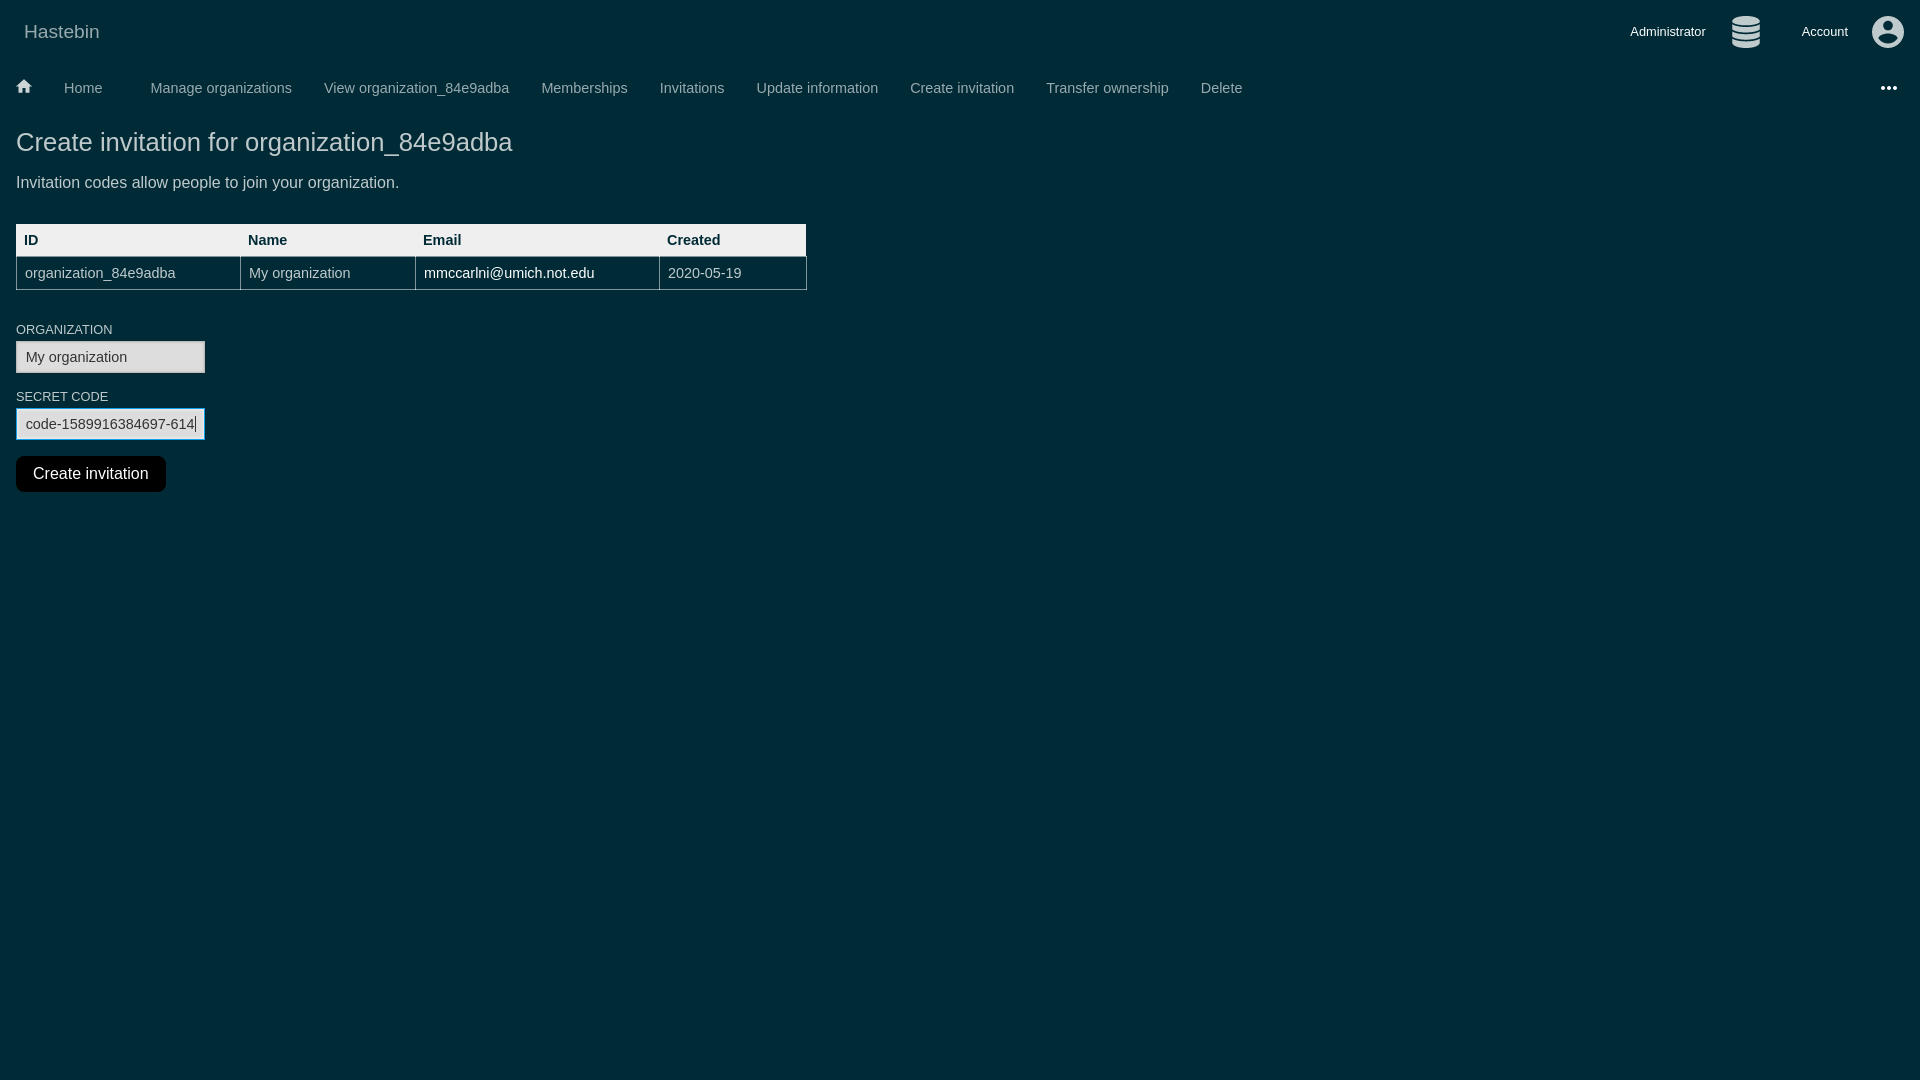 Hastebin
Administrator
Account
Home
Manage organizations
View organization_84e9adba
Memberships
Invitations
Update information
Create invitation
Transfer ownership
Delete
Create invitation for organization_84e9adba
Invitation codes allow people to join your organization.
ID Name Email Created
organization_84e9adba My organization mmccarlni@umich.not.edu 2020-05-19
ORGANIZATION
My organization
SECRET CODE
code-1589916384697-614
Create invitation